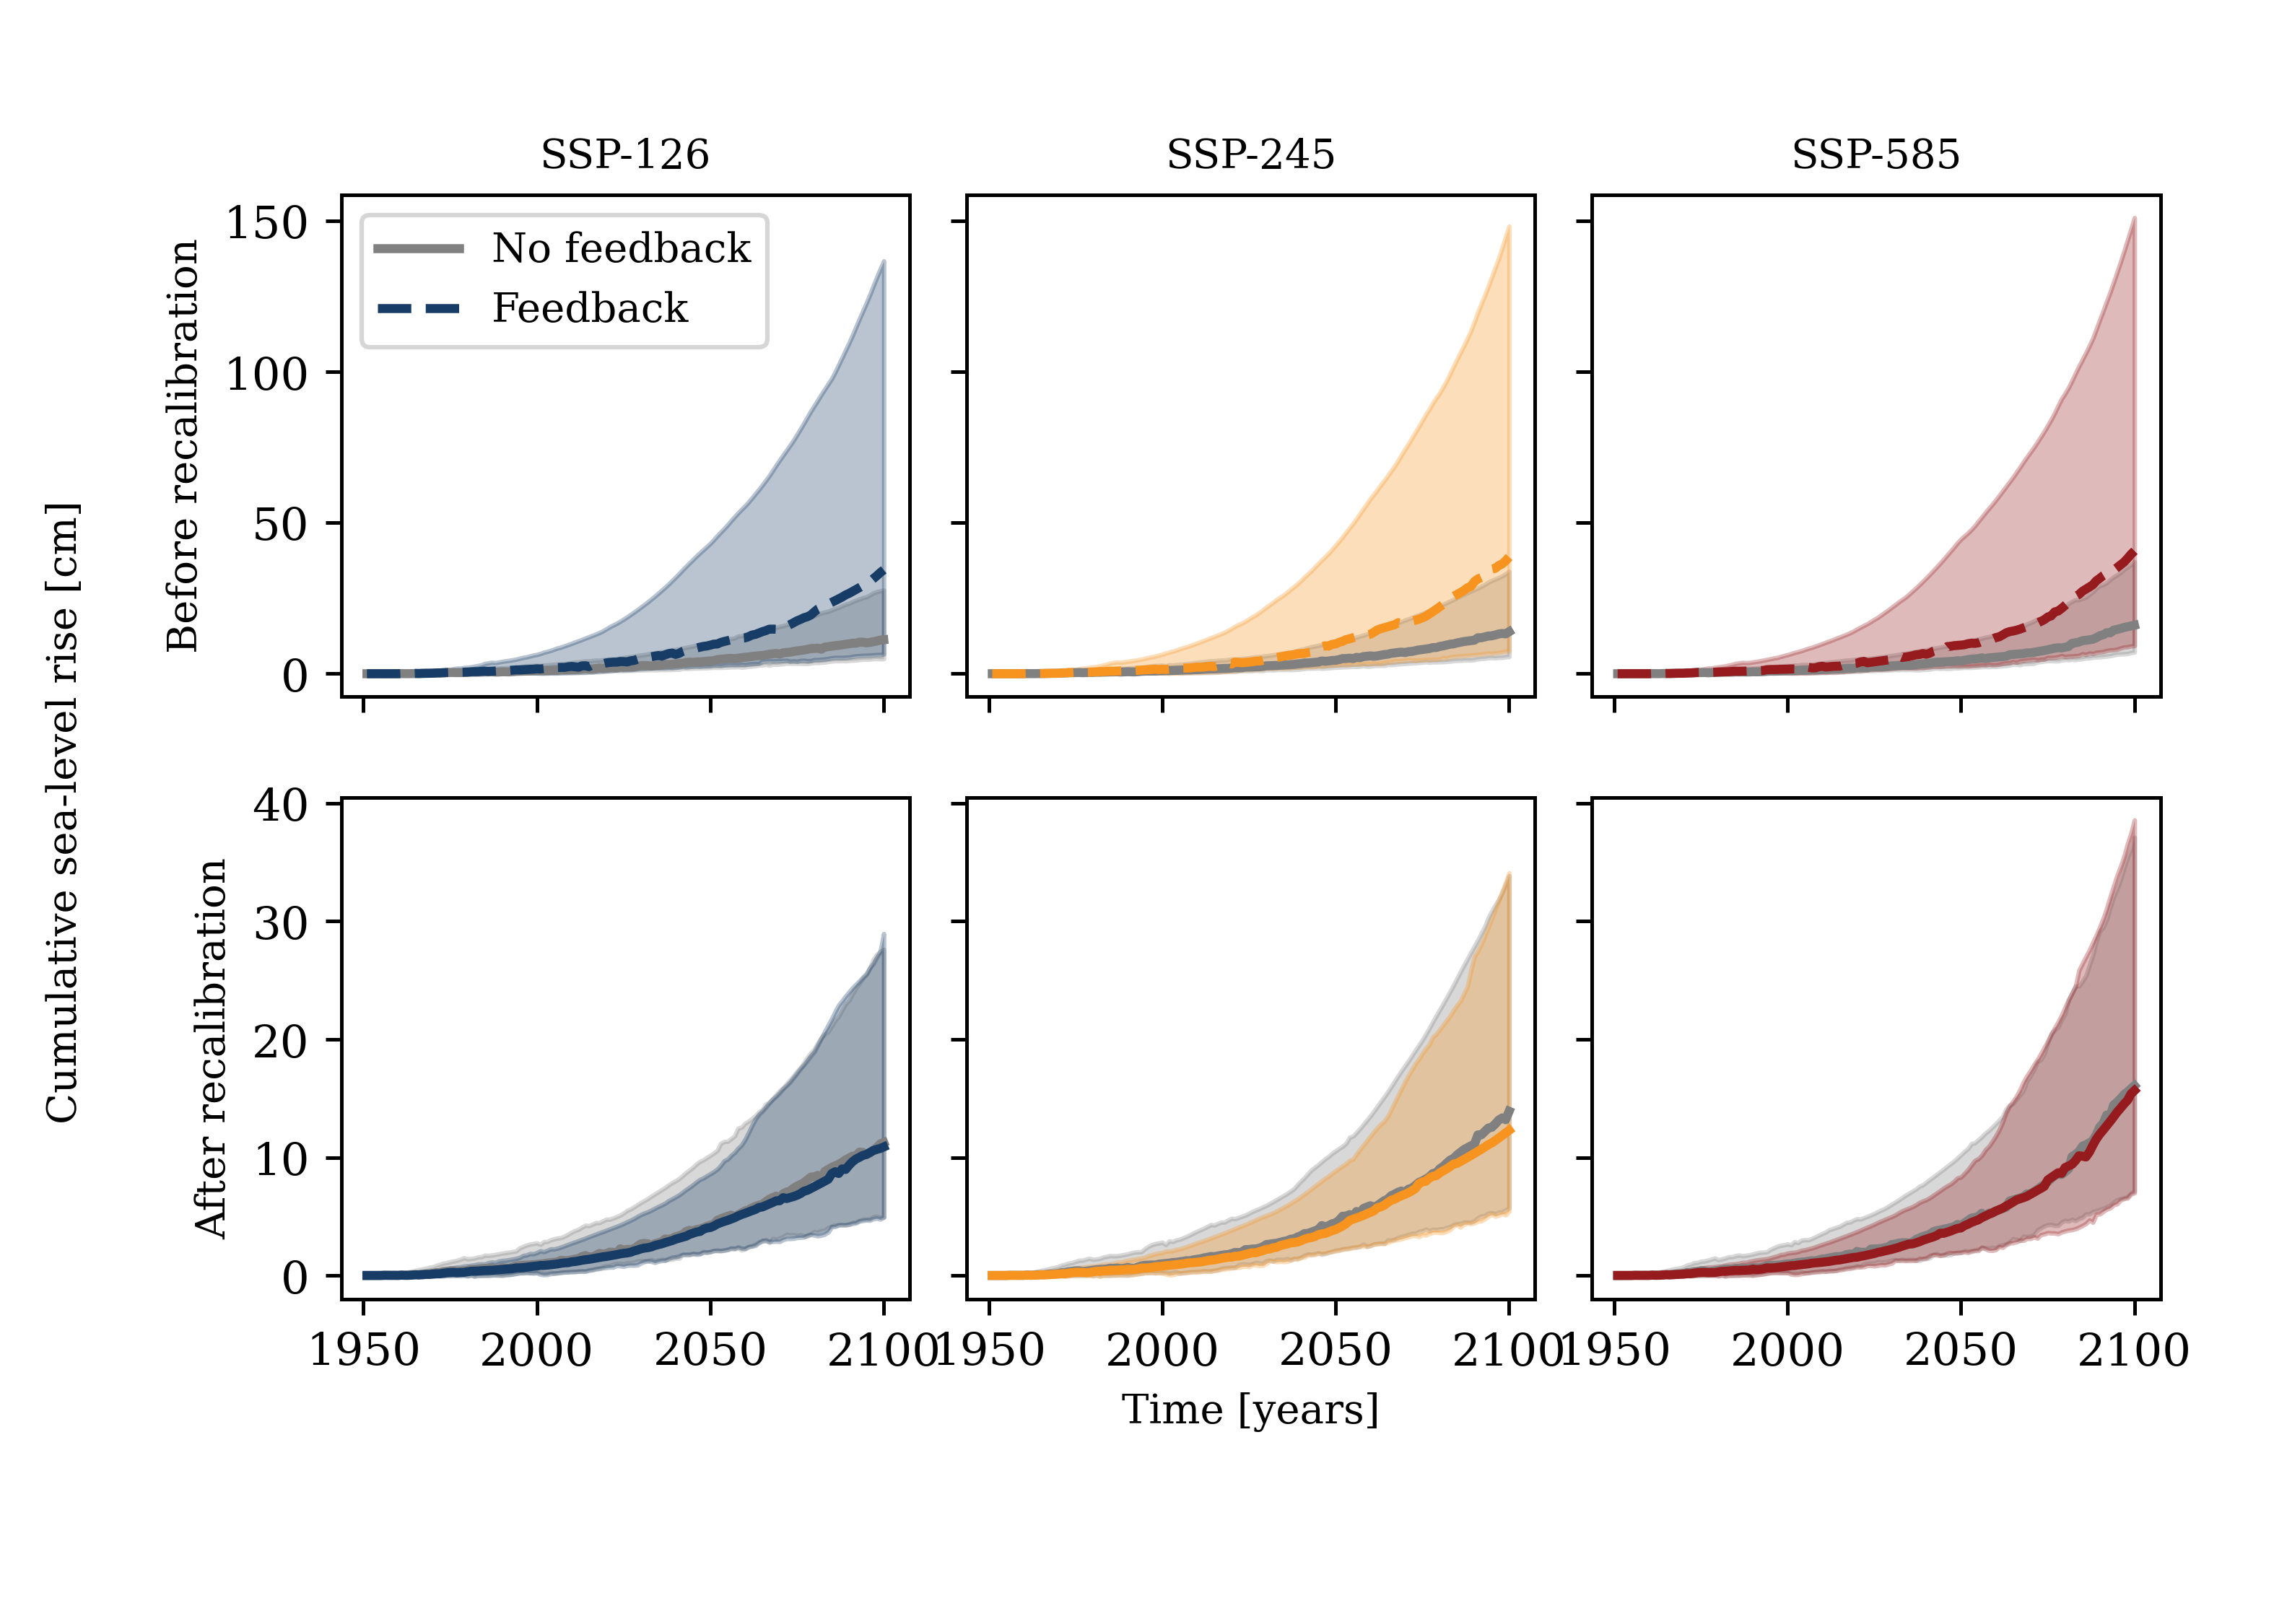 SSP-126
SSP-245
SSP-585
Cumulative sea-level rise [cm]
Before recalibration
150
100
50
0
No feedback
Feedback
After recalibration
40
30
20
10
0
1950
2000
2050
2100
1950
2000
2050
2100
1950
2000
2050
2100
Time [years]